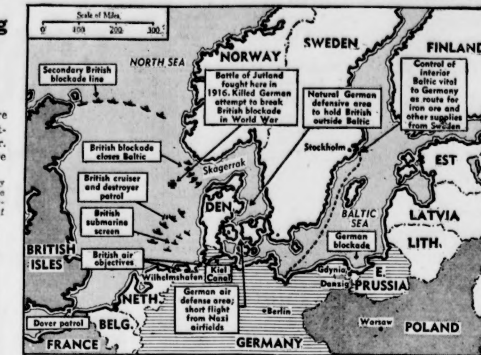 g
Scale of Miles
0 100 200 300
NORTH SEA
NORWAY
SWEDEN
FINLAND
Secondary British
blockade line
Battle of Jutland
fought here in
1916. Killed German
attempt to break
British blockade
in World War
Natural German
defensive area
to hold British
outside Baltic
Control of
interior
Baltic vital
to Germany
as route for
iron ore and
other supplies
from Sweden
Stockholm
British blockade
closes Baltic
Skagerrak
British cruiser
and destroyer
patrol
DEN.
EST
BALTIC
SEA
LATVIA
British
submarine
screen
German
blockade
LITH.
BRITISH
ISLES
British air
objectives
Wilhelmshafen
Kiel
Canal
Gdynia
Danzig
E.
PRUSSIA
NETH.
German air
defense area;
short flight
from Nazi
airfields
Berlin
Dover patrol
BELG.
Warsaw
POLAND
FRANCE
GERMANY